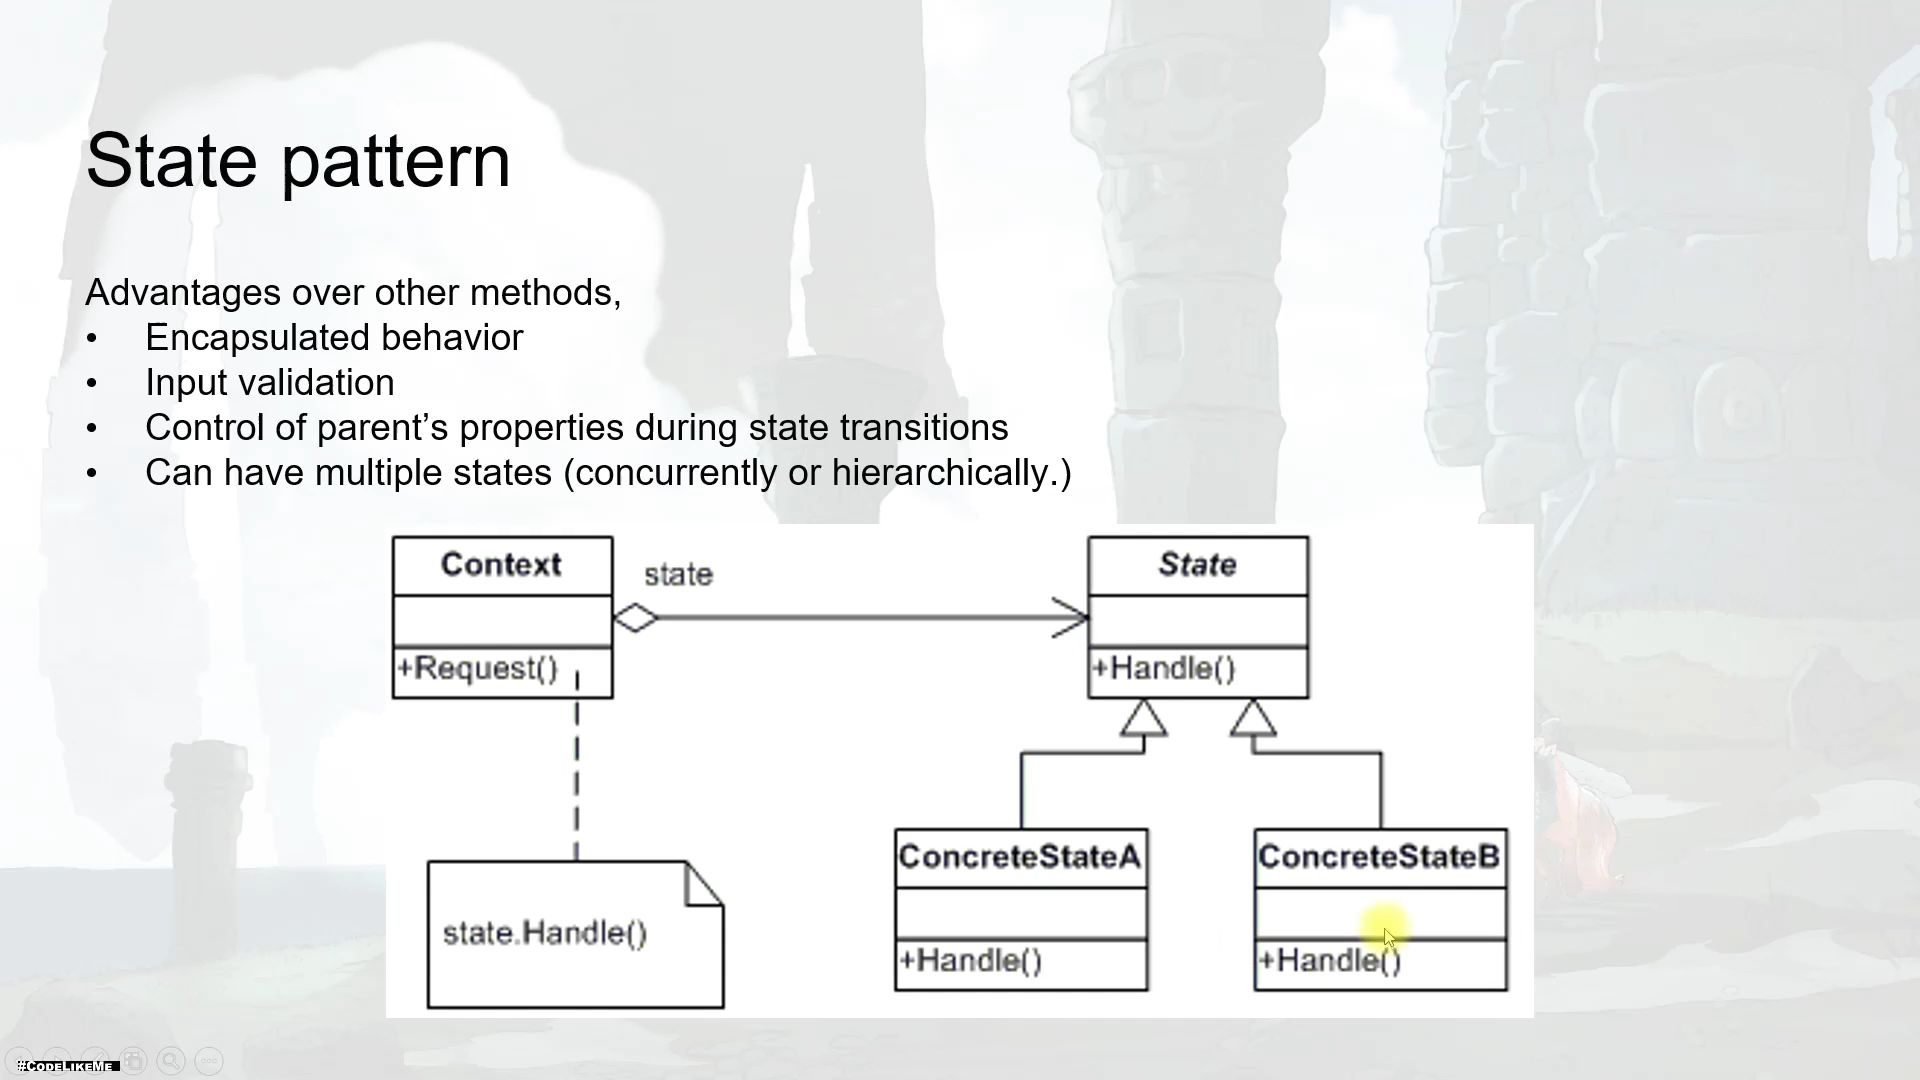 State pattern
Advantages over other methods,
• Encapsulated behavior
• Input validation
• Control of parent’s properties during state transitions
• Can have multiple states (concurrently or hierarchically.)
Context
state
State
+Request()
+Handle()
ConcreteStateA
ConcreteStateB
state.Handle()
+Handle()
+Handle()
#CodeLikeMe